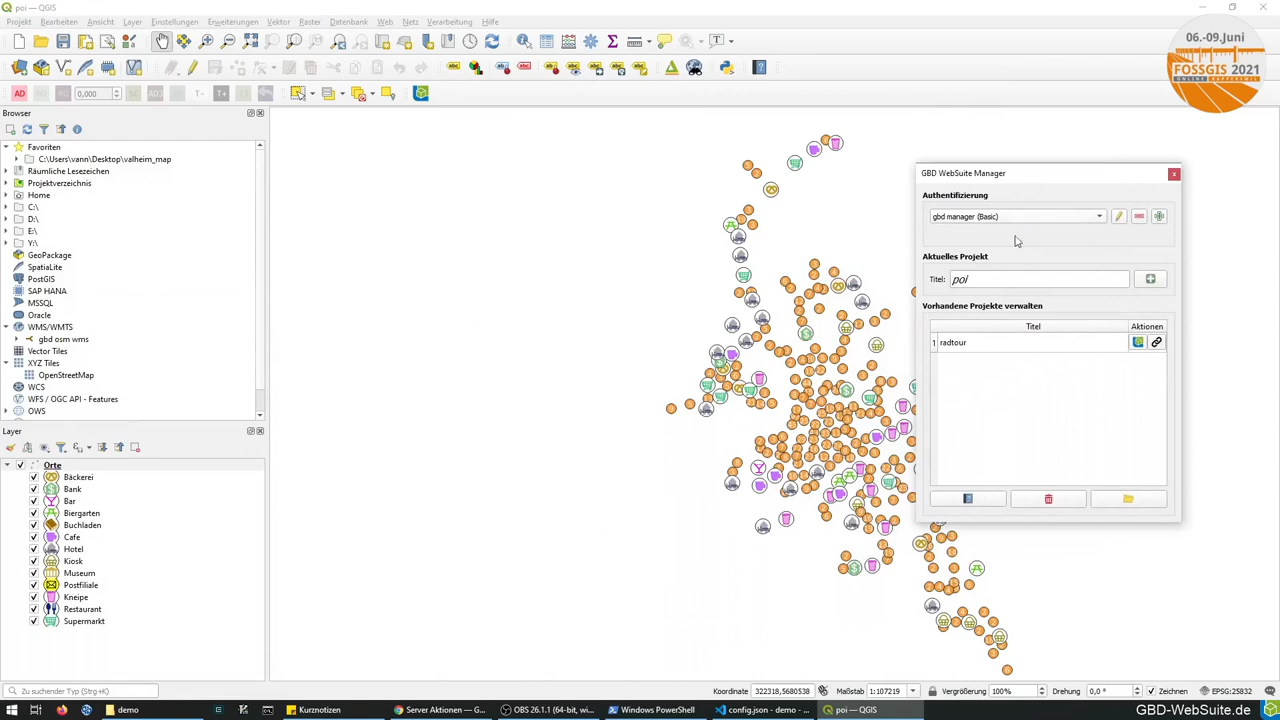 poi — QGIS
Projekt Bearbeiten Ansicht Layer Einstellungen Erweiterungen Vektor Raster Datenbank Web Netz Verarbeitung Hilfe
06.-09.Juni
FOSSGIS 2021
ONLINE RAPPERSWIL
AD
0,000
Browser
Favoriten
C:\Users\vann\Desktop\valheim_map
Räumliche Lesezeichen
Projektverzeichnis
Home
C:\
D:\
E:\
Y:\
GeoPackage
SpatiaLite
PostGIS
SAP HANA
MSSQL
Oracle
WMS/WMTS
gbd osm wms
Vector Tiles
XYZ Tiles
OpenStreetMap
WCS
WFS / OGC API - Features
OWS
Layer
Orte
Bäckerei
Bank
Bar
Biergarten
Buchladen
Cafe
Hotel
Kiosk
Museum
Postfiliale
Kneipe
Restaurant
Supermarkt
GBD WebSuite Manager
Authentifizierung
gbd manager (Basic)
Aktuelles Projekt
Titel: poi
Vorhandene Projekte verwalten
Titel Aktionen
1 radtour
Zu suchender Typ (Strg+K)
Koordinate 322318,5680538 Maßstab 1:107219 Vergrößerung 100% Drehung 0,0 ° Zeichnen EPSG:25832
demo Kurznotizen Server Aktionen — G... OBS 26.1.1 (64-bit, w... Windows PowerShell config.json - demo - ... poi — QGIS
GBD-WebSuite.de